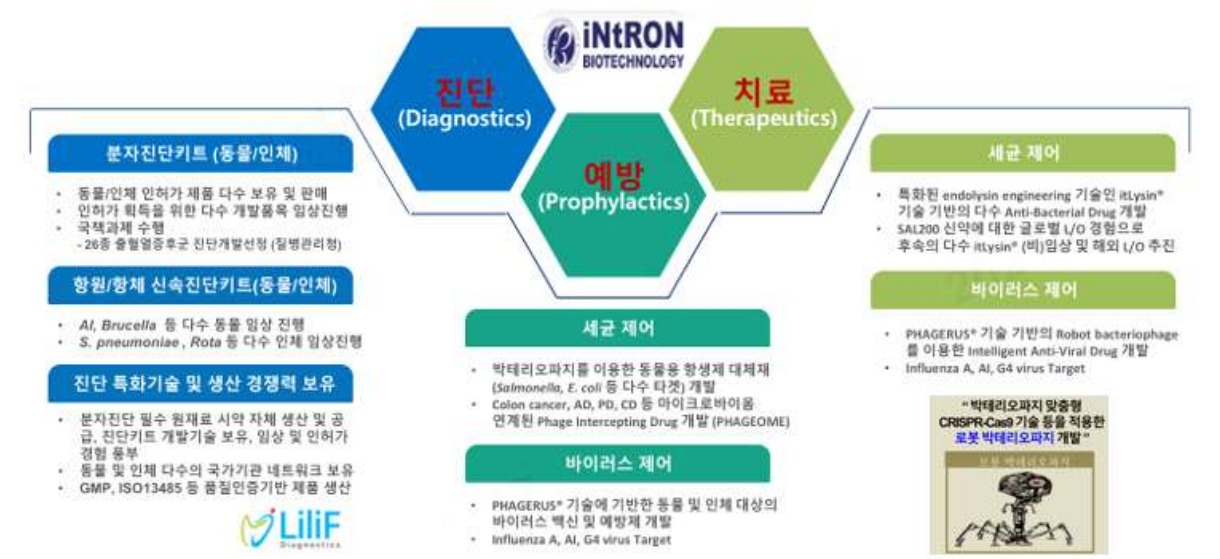 iNtRON
BIOTECHNOLOGY
진단
(Diagnostics)
예방
(Prophylactics)
치료
(Therapeutics)
분자진단키트 (동물/인체)
• 동물/인체 인허가 제품 다수 보유 및 판매
• 인허가 획득을 위한 다수 개발품목 임상진행
• 국책과제 수행
- 26종 출혈열증후군 진단개발선정 (질병관리청)
항원/항체 신속진단키트(동물/인체)
• AI, Brucella 등 다수 동물 임상 진행
• S. pneumoniae , Rota 등 다수 인체 임상진행
진단 특화기술 및 생산 경쟁력 보유
• 분자진단 필수 원재료 시약 자체 생산 및 공
급, 진단키트 개발기술 보유, 임상 및 인허가
경험 풍부
• 동물 및 인체 다수의 국가기관 네트워크 보유
• GMP, ISO13485 등 품질인증기반 제품 생산
LiliF
Diagnostics
세균 제어
• 박테리오파지를 이용한 동물용 항생제 대체재
(Salmonella, E. coli 등 다수 타겟) 개발
• Colon cancer, AD, PD, CD 등 마이크로바이옴
연계된 Phage Intercepting Drug 개발 (PHAGEOME)
바이러스 제어
• PHAGERUS® 기술에 기반한 동물 및 인체 대상의
바이러스 백신 및 예방제 개발
• Influenza A, AI, G4 virus Target
세균 제어
• 특화된 endolysin engineering 기술인 itLysin®
기술 기반의 다수 Anti-Bacterial Drug 개발
• SAL200 신약에 대한 글로벌 L/O 경험으로
후속의 다수 itLysin® (비)임상 및 해외 L/O 추진
바이러스 제어
• PHAGERUS® 기술 기반의 Robot bacteriophage
를 이용한 Intelligent Anti-Viral Drug 개발
• Influenza A, AI, G4 virus Target
“ 박테리오파지 맞춤형
CRISPR-Cas9 기술 등을 적용한
로봇 박테리오파지 개발 “
로봇 박테리오파지